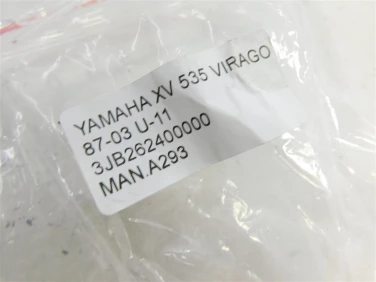 YAMAHA XV 535 VIRAGO
87-03 U-11
3JB262400000
MAN.A293